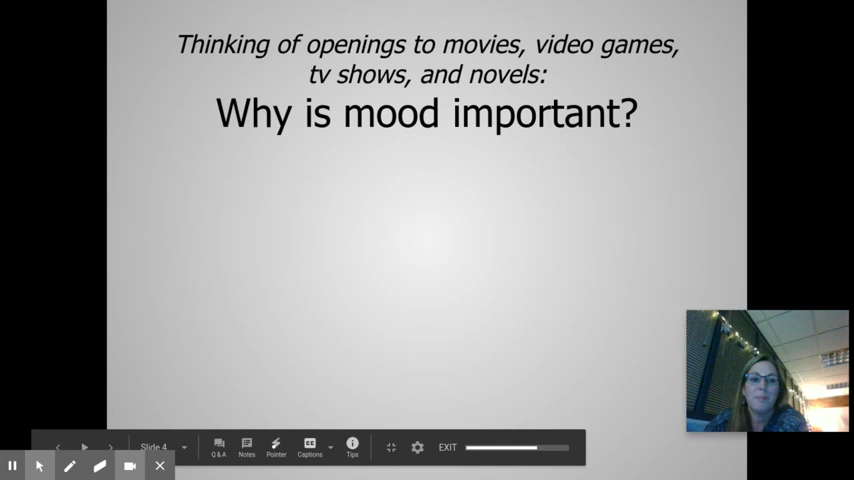 Thinking of openings to movies, video games,
tv shows, and novels:
Why is mood important?
Slide 4
Q & A
Notes
Pointer
CC
Captions
Tips
EXIT